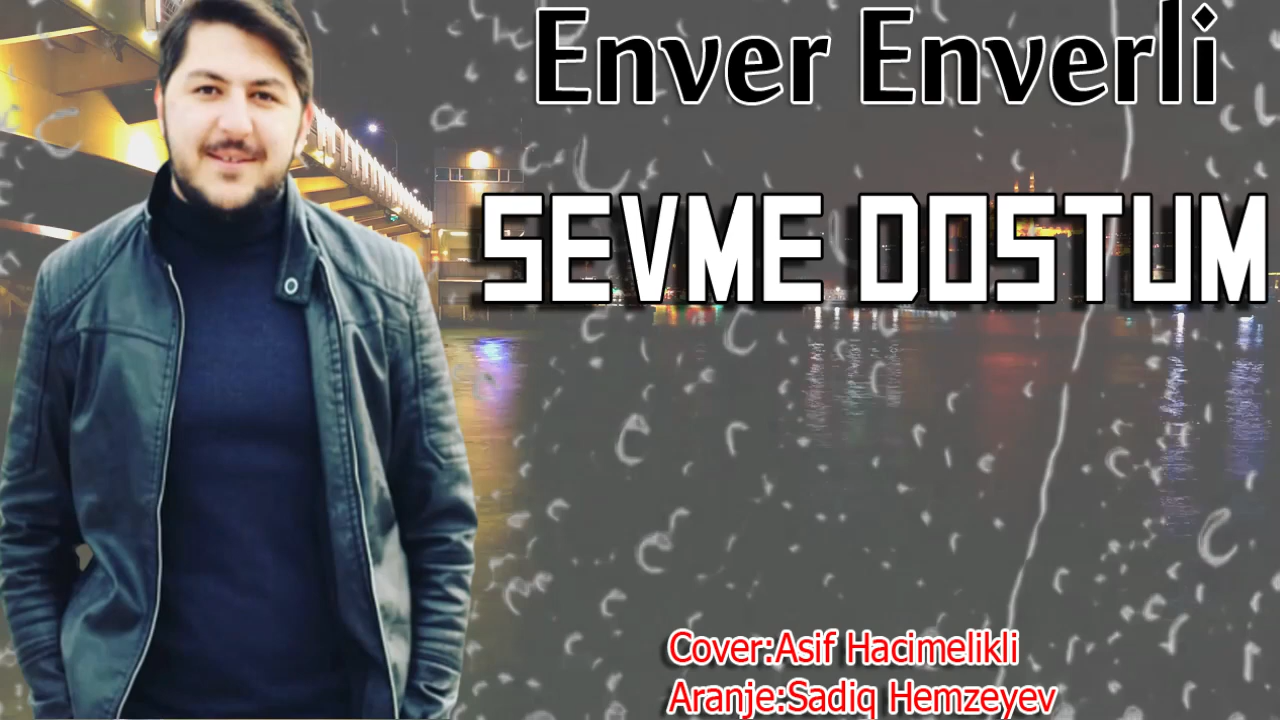 Enver Enverli
SEVME DOSTUM
Cover:Asif Hacimelikli
Aranje:Sadiq Hemzeyev